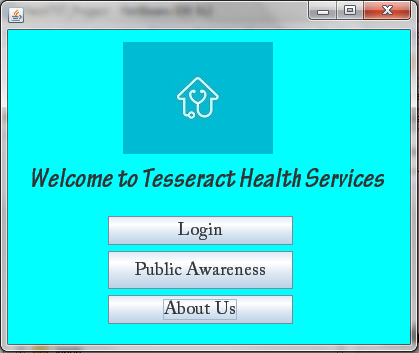 Welcome to Tesseract Health Services
Login
Public Awareness
About Us